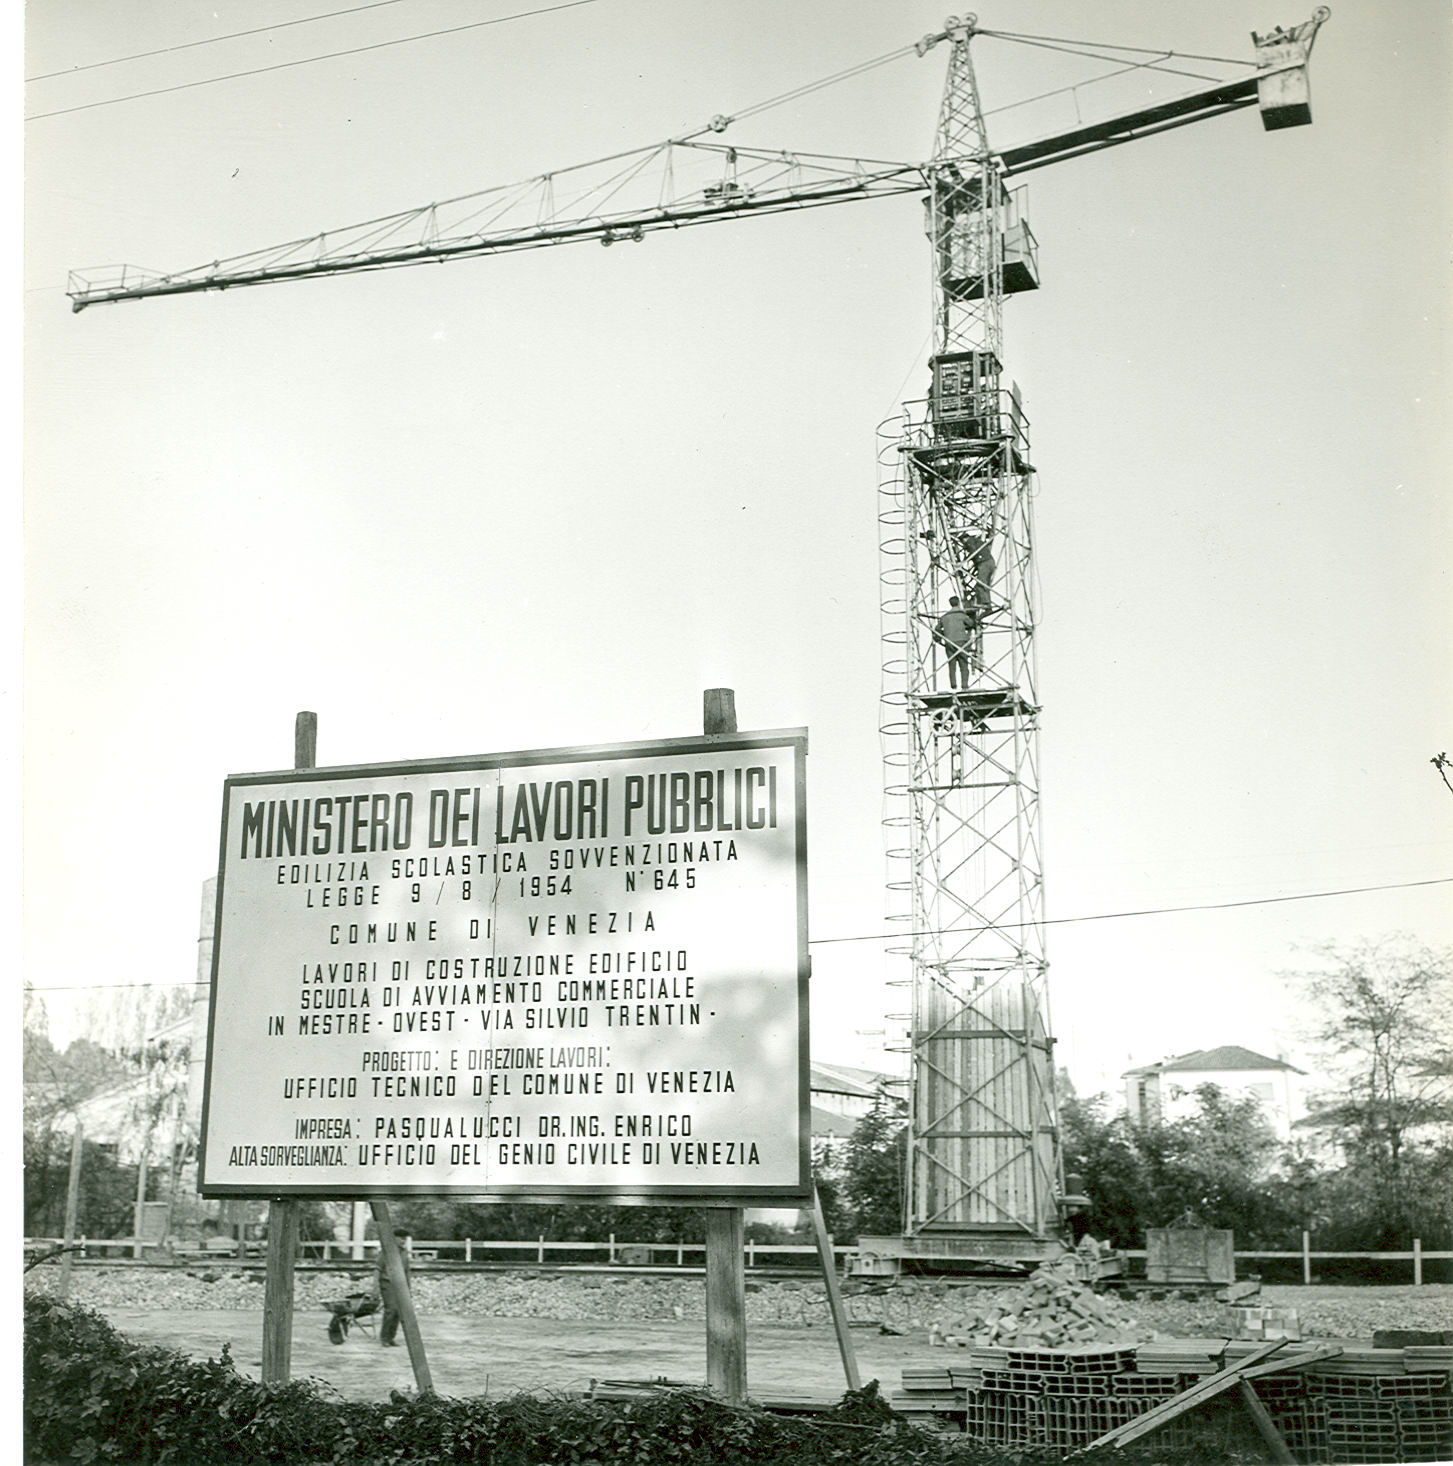 MINISTERO DEI LAVORI PUBBLICI
EDILIZIA SCOLASTICA SOVVENZIONATA
LEGGE 9/8/1954 N° 645
COMUNE DI VENEZIA
LAVORI DI COSTRUZIONE EDIFICIO
SCUOLA DI AVVIAMENTO COMMERCIALE
IN MESTRE - OVEST - VIA SILVIO TRENTIN -
PROGETTO: E DIREZIONE LAVORI:
UFFICIO TECNICO DEL COMUNE DI VENEZIA
IMPRESA: PASQUALUCCI DR. ING. ENRICO
ALTA SORVEGLIANZA: UFFICIO DEL GENIO CIVILE DI VENEZIA